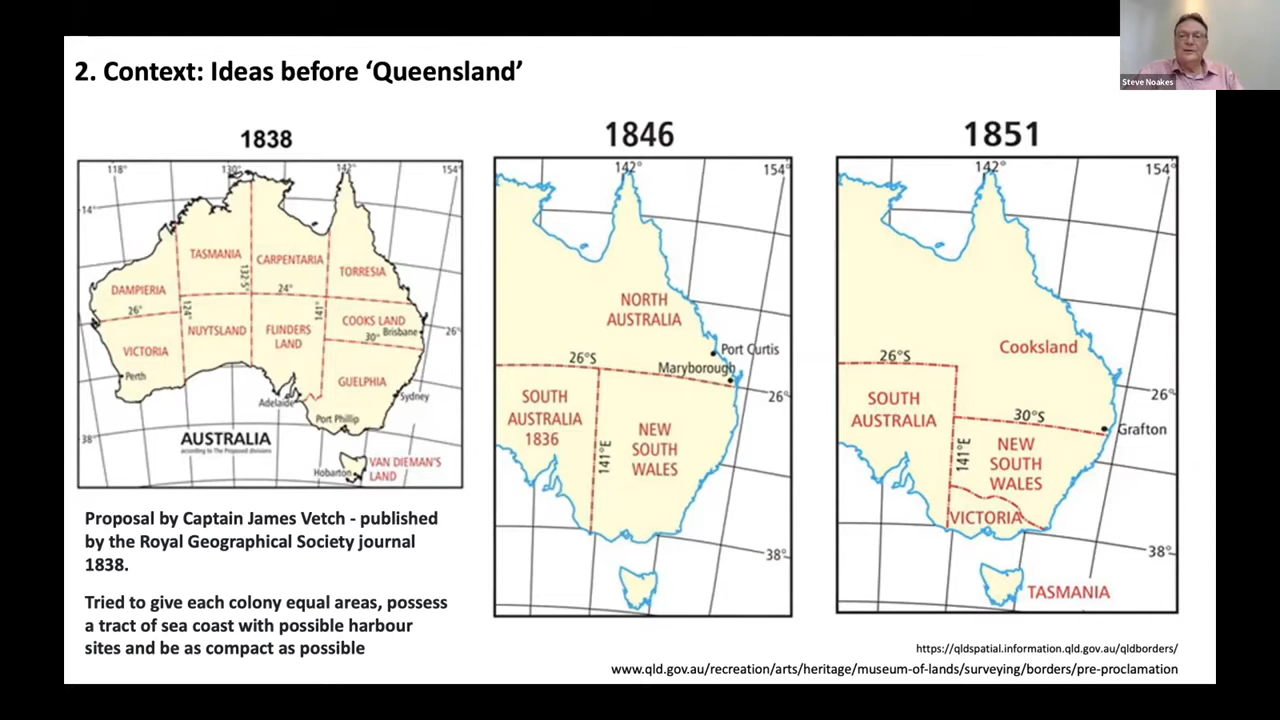 Steve Noakes
2. Context: Ideas before ‘Queensland’
1838
118°
130°
142°
154°
14°
TASMANIA
CARPENTARIA
TORRESIA
132.5°
DAMPIERIA
24°
26°
124°
141°
NUYTSLAND
FLINDERS
LAND
COOKS LAND
Brisbane
30°
26°
VICTORIA
Perth
GUELPHIA
Adelaide
Sydney
Port Phillip
38°
AUSTRALIA
according to The Proposed divisions
Hobarton
VAN DIEMAN'S
LAND
Proposal by Captain James Vetch - published
by the Royal Geographical Society journal
1838.
Tried to give each colony equal areas, possess
a tract of sea coast with possible harbour
sites and be as compact as possible
1846
142°
154°
NORTH
AUSTRALIA
Port Curtis
26°S
Maryborough
26°
SOUTH
AUSTRALIA
1836
141°E
NEW
SOUTH
WALES
38°
1851
142°
154°
Cooksland
26°S
26°
SOUTH
AUSTRALIA
30°S
Grafton
141°E
NEW
SOUTH
WALES
VICTORIA
38°
TASMANIA
https://qldspatial.information.qld.gov.au/qldborders/
www.qld.gov.au/recreation/arts/heritage/museum-of-lands/surveying/borders/pre-proclamation